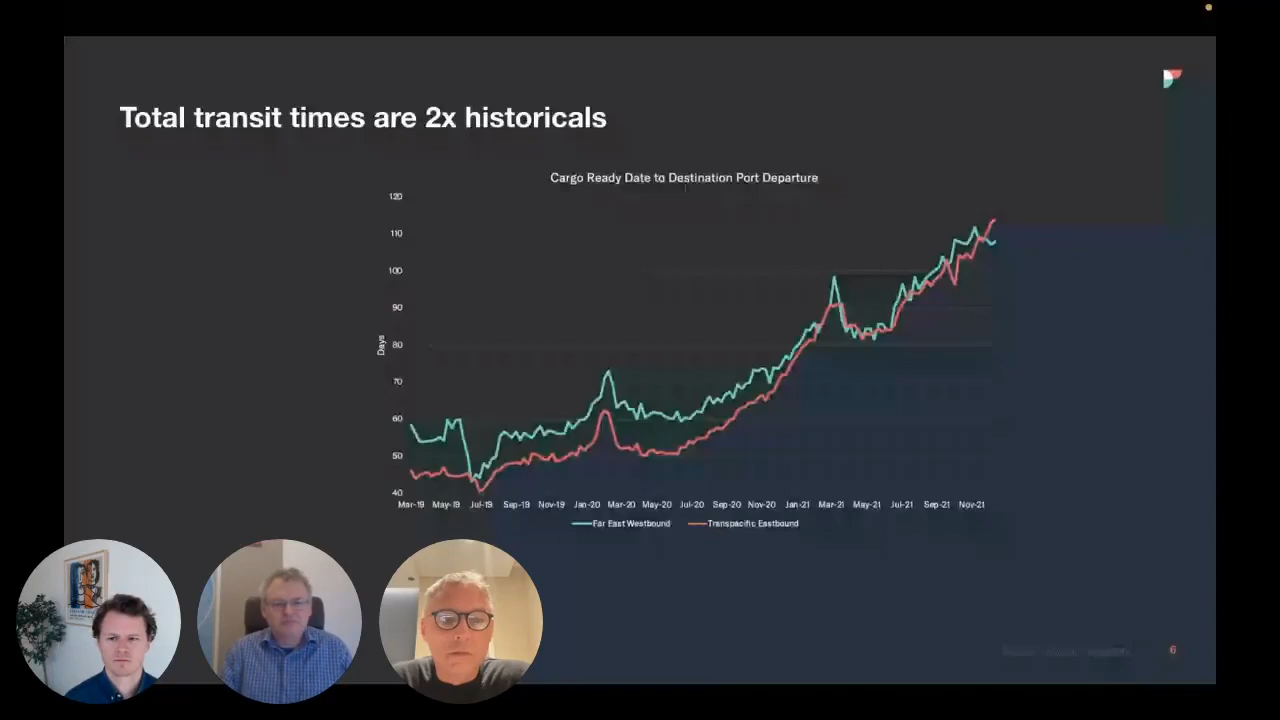 Total transit times are 2x historicals
Cargo Ready Date to Destination Port Departure
120
110
100
90
80
70
60
50
40
Days
Mar-19 May-19 Jul-19 Sep-19 Nov-19 Jan-20 Mar-20 May-20 Jul-20 Sep-20 Nov-20 Jan-21 Mar-21 May-21 Jul-21 Sep-21 Nov-21
Far East Westbound Transpacific Eastbound
6